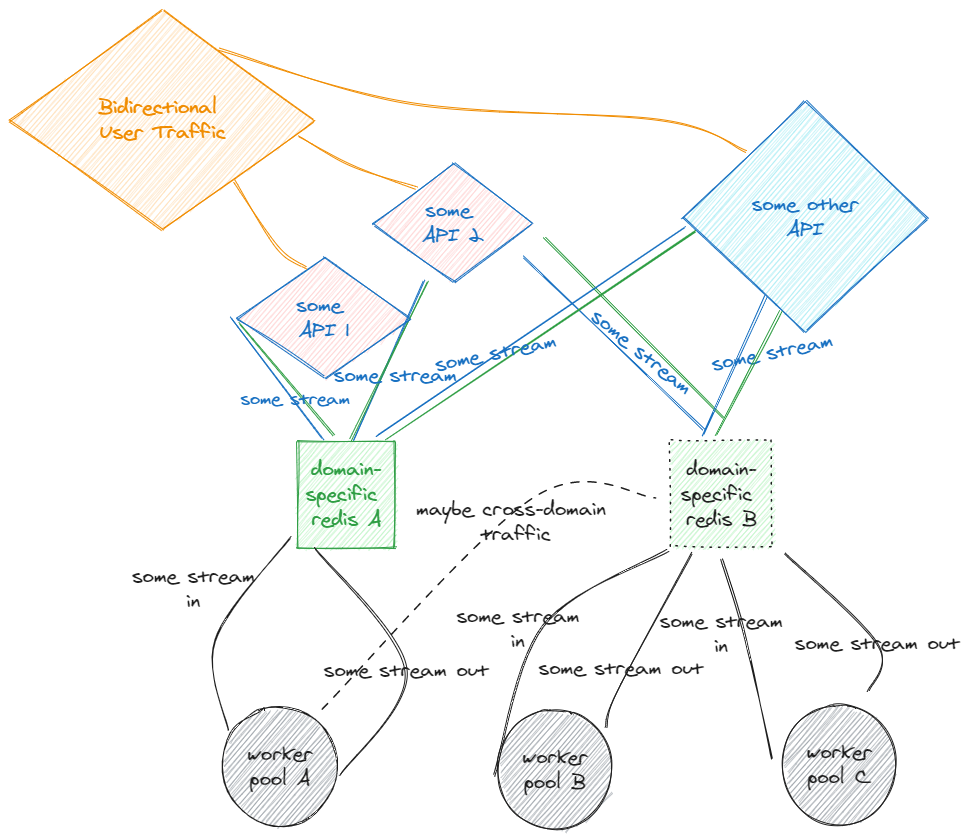 Bidirectional
User Traffic
some
API 2
some other
API
some
API 1
some stream
some stream
some stream
some stream
some stream
domain-
specific
redis A
domain-
specific
redis B
maybe cross-domain
traffic
some stream
in
some stream out
some stream
in
some stream out
some stream
in
some stream out
worker
pool A
worker
pool B
worker
pool C